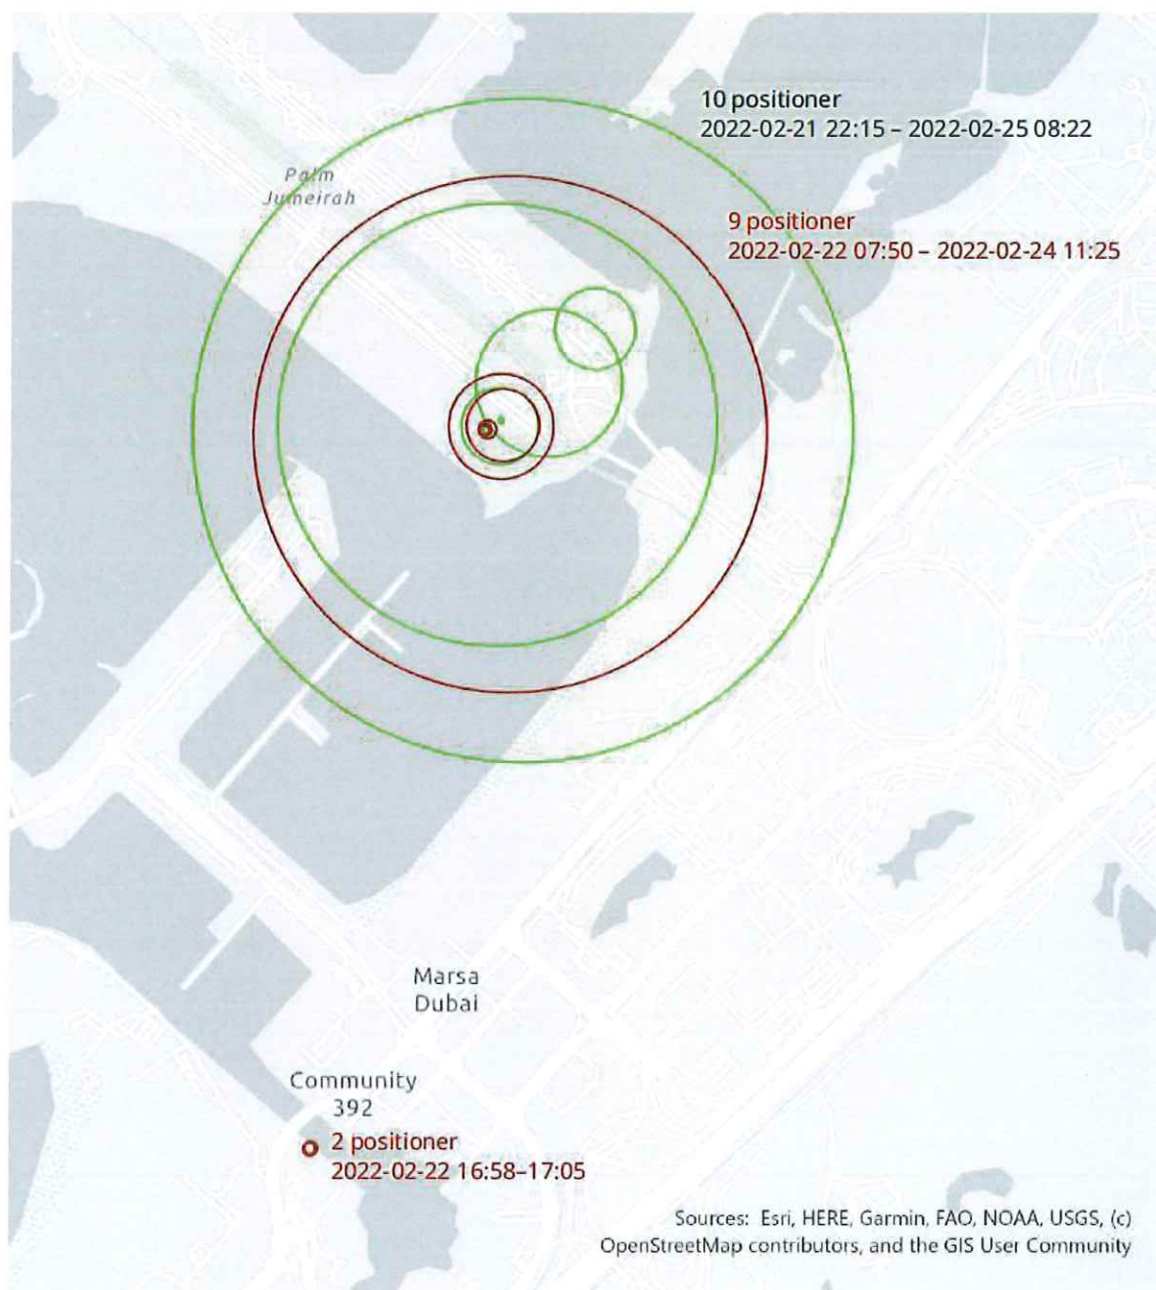 10 positioner
2022-02-21 22:15 – 2022-02-25 08:22
Palm
Jumeirah
9 positioner
2022-02-22 07:50 – 2022-02-24 11:25
Marsa
Dubai
Community
392
2 positioner
2022-02-22 16:58–17:05
Sources: Esri, HERE, Garmin, FAO, NOAA, USGS, (c)
OpenStreetMap contributors, and the GIS User Community